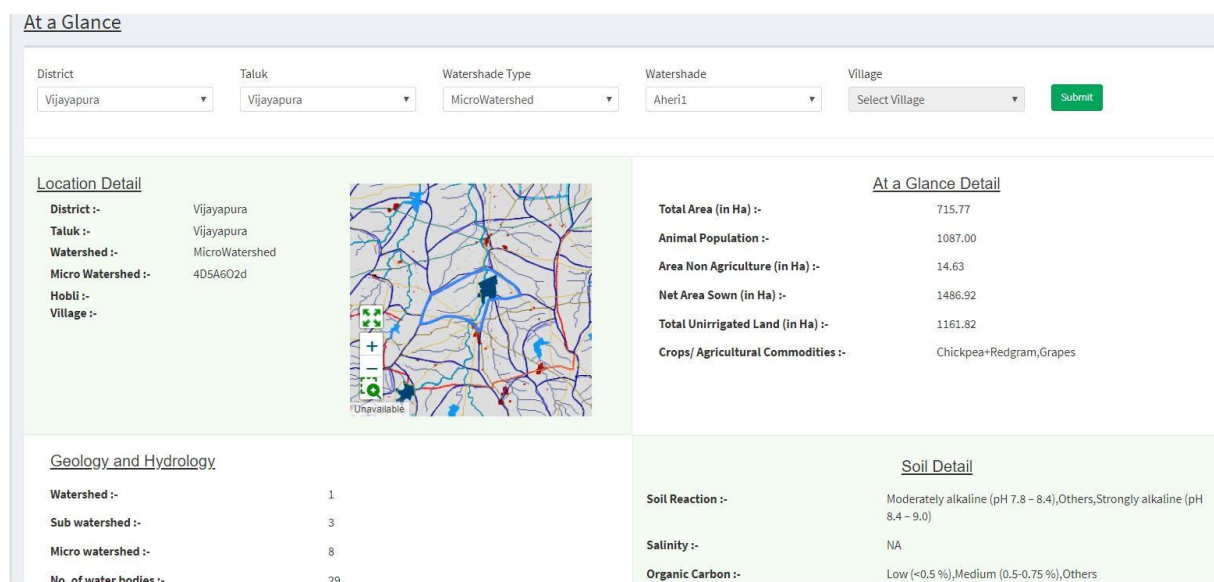 At a Glance
District
Taluk
Watershade Type
Watershade
Village
Vijayapura
Vijayapura
MicroWatershed
Aheri1
Select Village
Submit
Location Detail
District :- Vijayapura
Taluk :- Vijayapura
Watershed :- MicroWatershed
Micro Watershed :- 4D5A6O2d
Hobli :-
Village :-
+
−
Unavailable
At a Glance Detail
Total Area (in Ha) :- 715.77
Animal Population :- 1087.00
Area Non Agriculture (in Ha) :- 14.63
Net Area Sown (in Ha) :- 1486.92
Total Unirrigated Land (in Ha) :- 1161.82
Crops/ Agricultural Commodities :- Chickpea+Redgram,Grapes
Geology and Hydrology
Watershed :- 1
Sub watershed :- 3
Micro watershed :- 8
No. of water bodies :- 29
Soil Detail
Soil Reaction :- Moderately alkaline (pH 7.8 – 8.4),Others,Strongly alkaline (pH
8.4 – 9.0)
Salinity :- NA
Organic Carbon :- Low (<0.5 %),Medium (0.5-0.75 %),Others